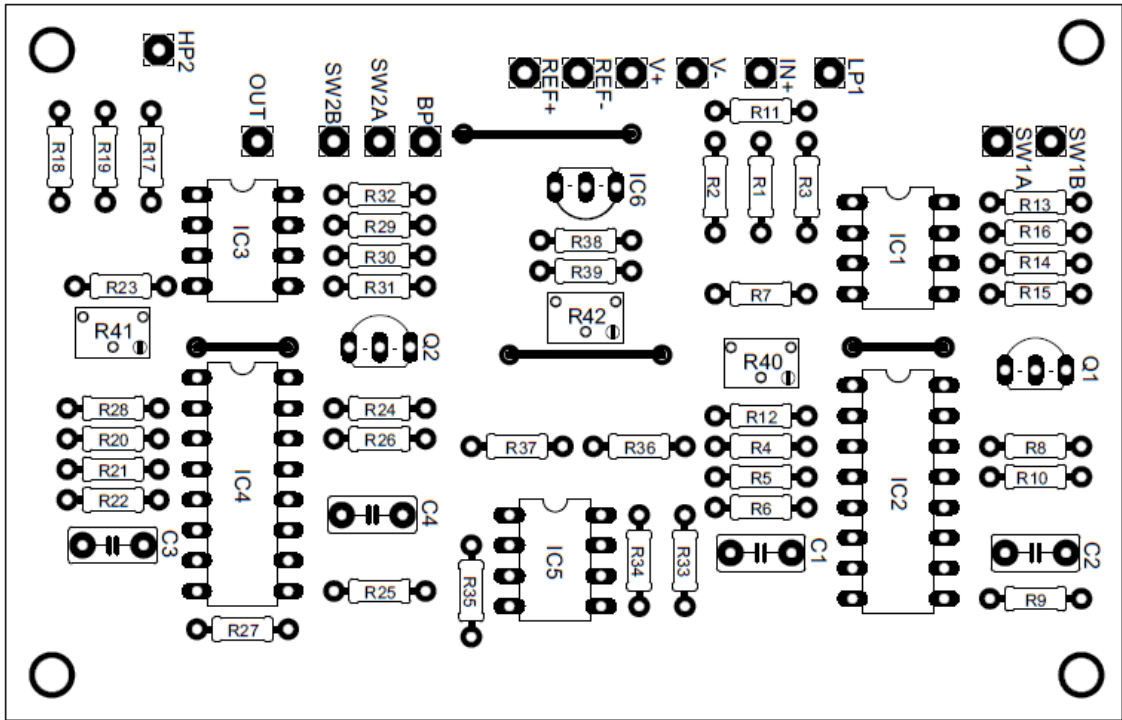 HP2
OUT
SW2B
SW2A
BP
REF+
REF-
V+
V-
IN+
LP1
SW1A
SW1B
R18
R19
R17
R11
R2
R1
R3
IC3
R32
R29
R30
R31
IC6
R38
R39
IC1
R13
R16
R14
R15
R23
R7
R41
Q2
R42
R40
Q1
R28
R20
R21
R22
IC4
R24
R26
R37
R36
R12
R4
R5
R6
IC2
R8
R10
C3
C4
R35
IC5
R34
R33
C1
C2
R25
R9
R27